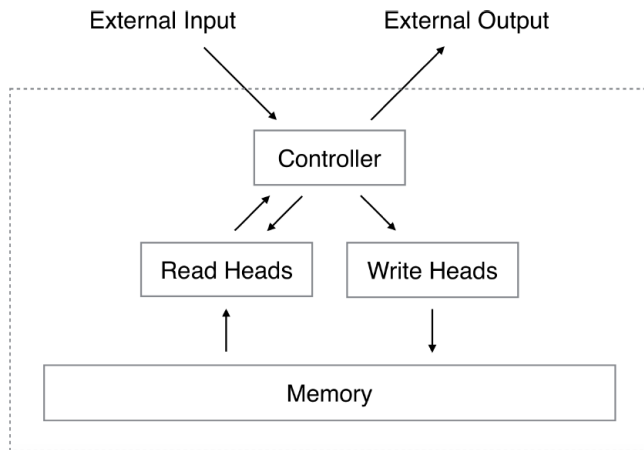 External Input
External Output
Controller
Read Heads
Write Heads
Memory